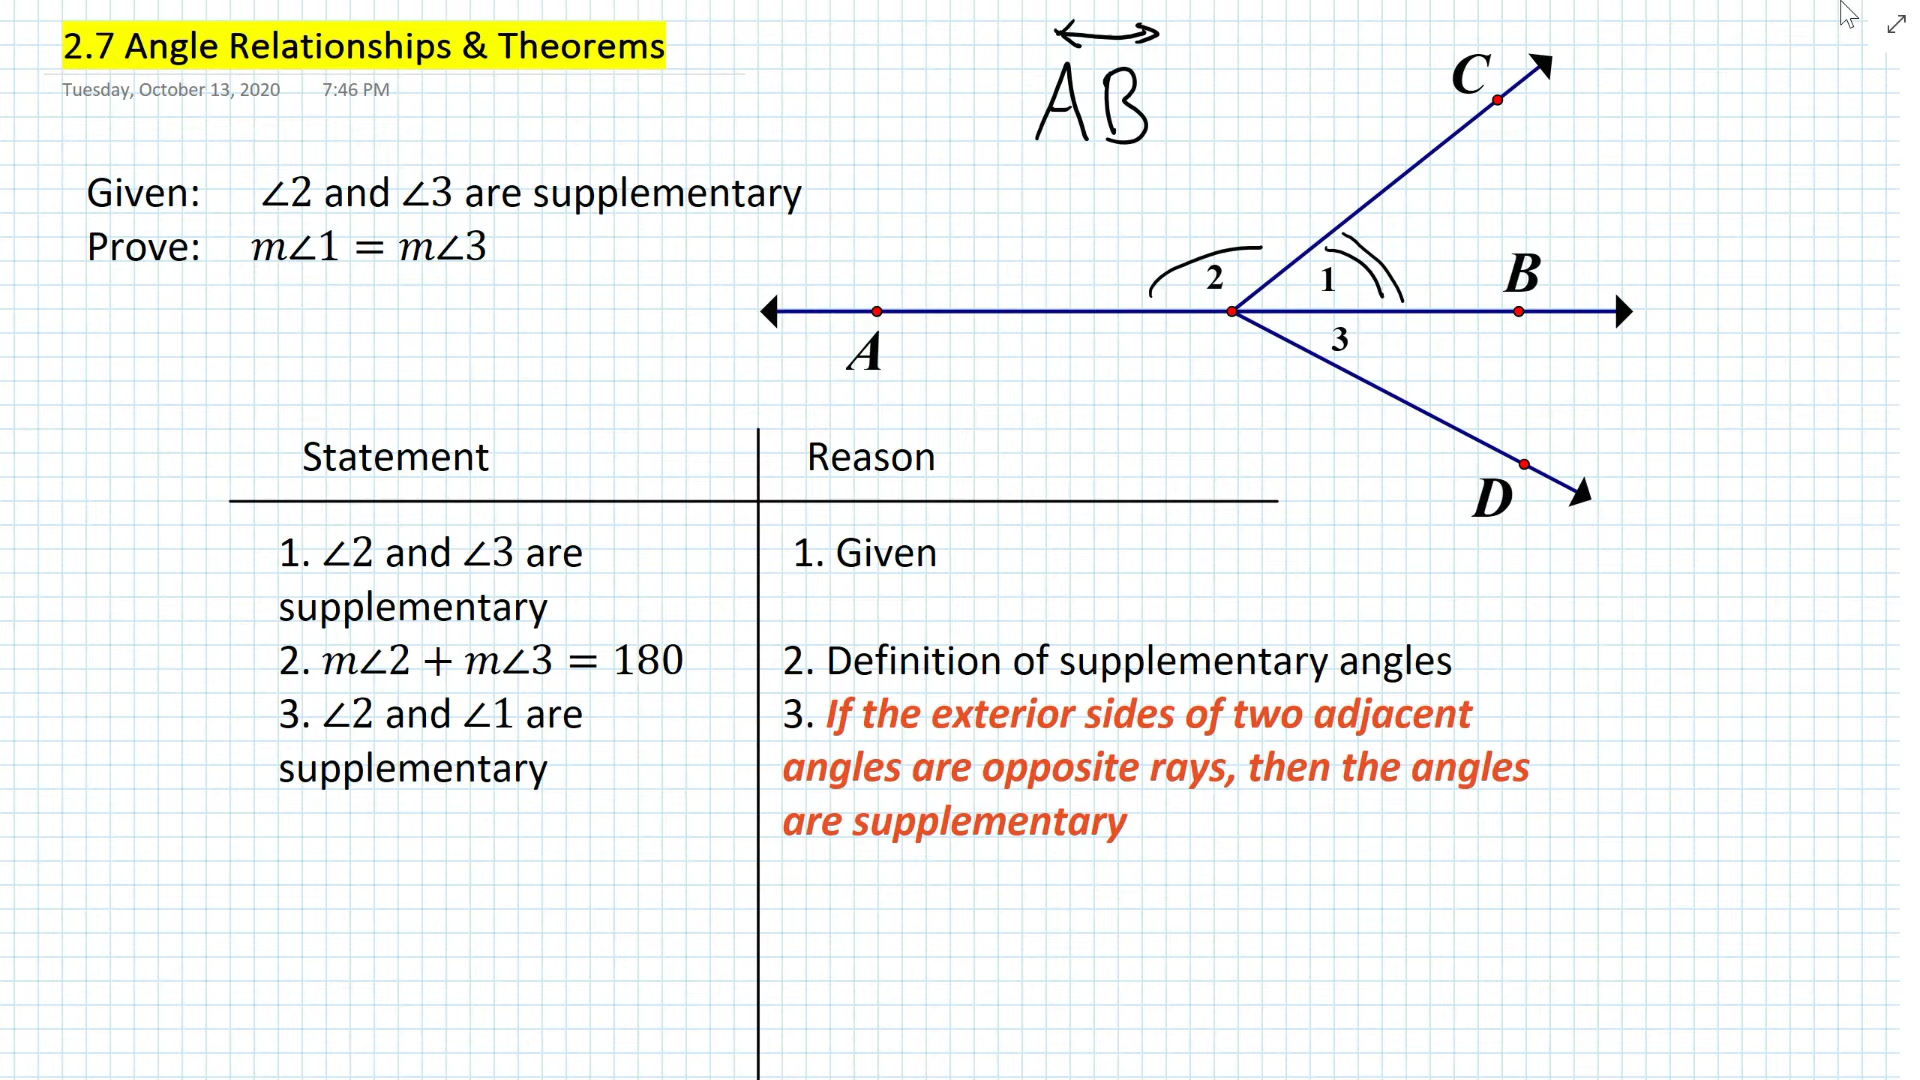 2.7 Angle Relationships & Theorems
Tuesday, October 13, 2020 7:46 PM
AB
C
Given: ∠2 and ∠3 are supplementary
Prove: m∠1 = m∠3
2 1 B
3
A
D
Statement Reason
1. ∠2 and ∠3 are 1. Given
supplementary
2. m∠2 + m∠3 = 180 2. Definition of supplementary angles
3. ∠2 and ∠1 are 3. If the exterior sides of two adjacent
supplementary angles are opposite rays, then the angles
are supplementary